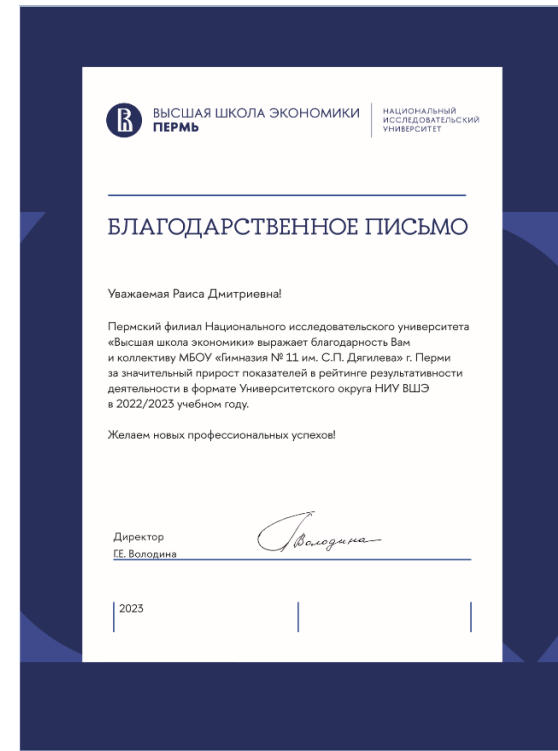 ВЫСШАЯ ШКОЛА ЭКОНОМИКИ
ПЕРМЬ
НАЦИОНАЛЬНЫЙ
ИССЛЕДОВАТЕЛЬСКИЙ
УНИВЕРСИТЕТ
БЛАГОДАРСТВЕННОЕ ПИСЬМО
Уважаемая Раиса Дмитриевна!
Пермский филиал Национального исследовательского университета
«Высшая школа экономики» выражает благодарность Вам
и коллективу МБОУ «Гимназия № 11 им. С.П. Дягилева» г. Перми
за значительный прирост показателей в рейтинге результативности
деятельности в формате Университетского округа НИУ ВШЭ
в 2022/2023 учебном году.
Желаем новых профессиональных успехов!
Директор
Г.Е. Володина
ГВолодина
2023